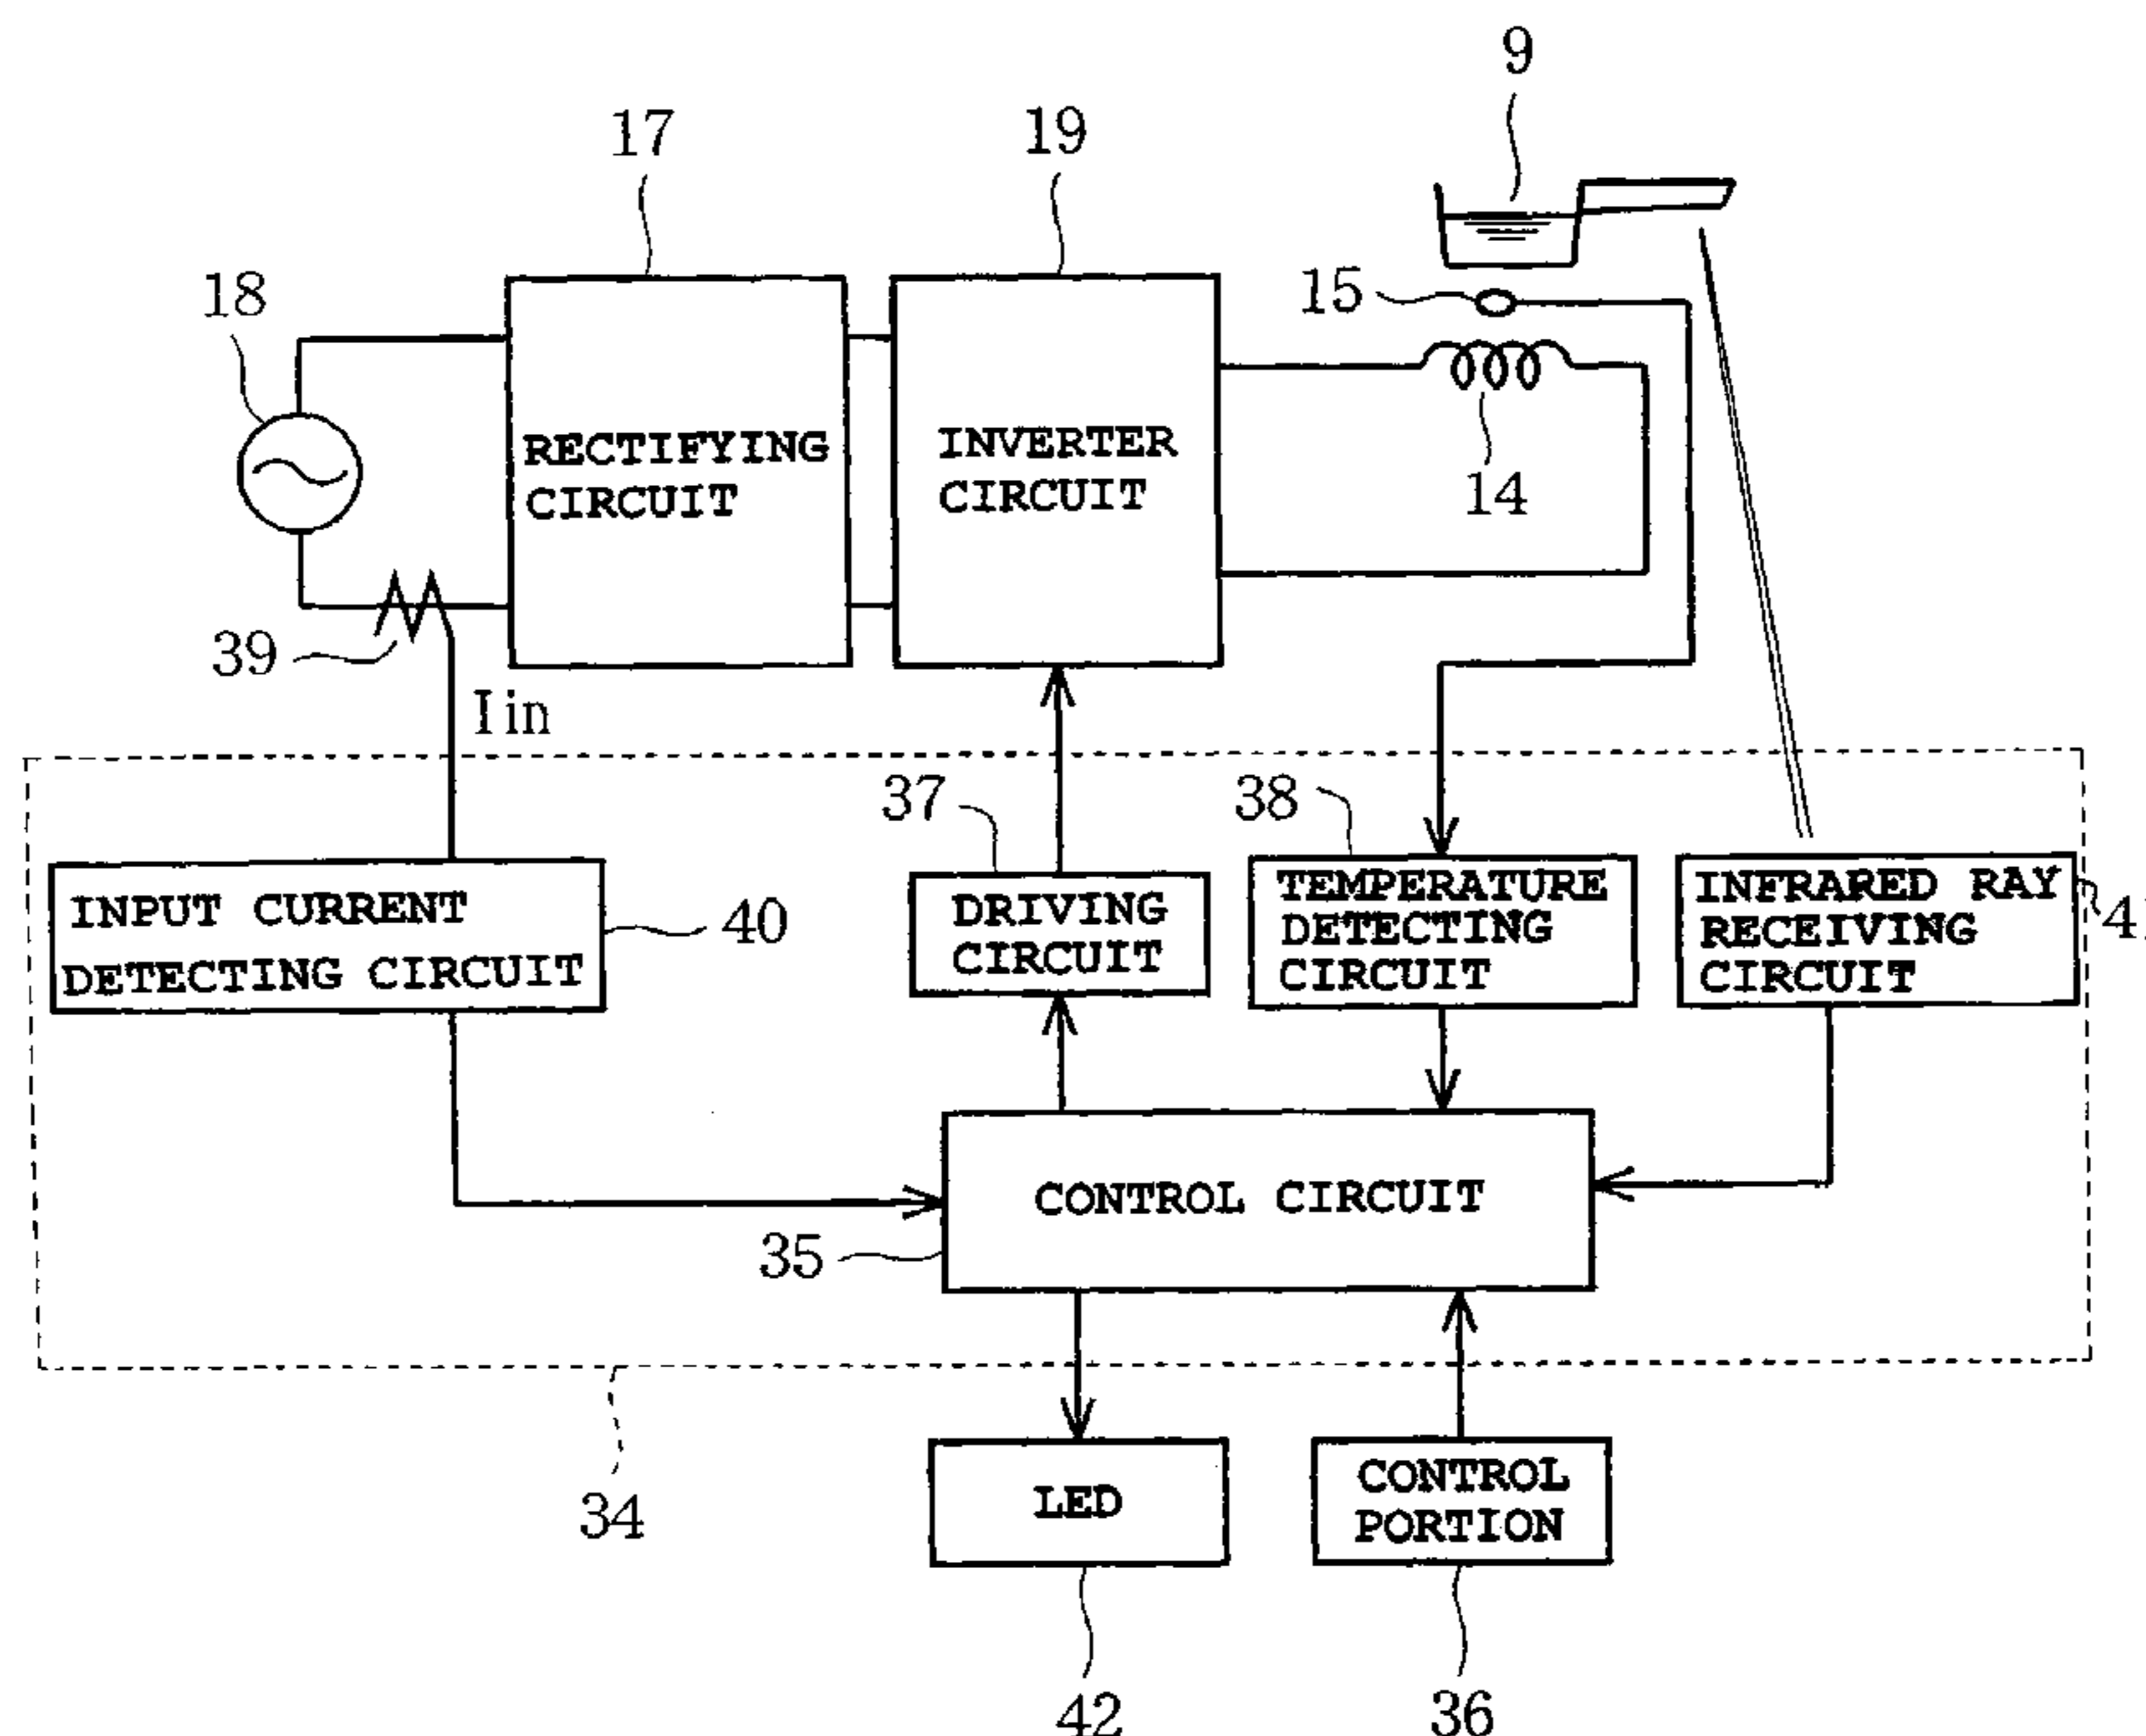 9
17
19
18
15
RECTIFYING
CIRCUIT
INVERTER
CIRCUIT
14
39
Iin
37
38
INPUT CURRENT
DETECTING CIRCUIT
40
DRIVING
CIRCUIT
TEMPERATURE
DETECTING
CIRCUIT
INFRARED RAY
RECEIVING
CIRCUIT
41
CONTROL CIRCUIT
35
LED
CONTROL
PORTION
34
42
36